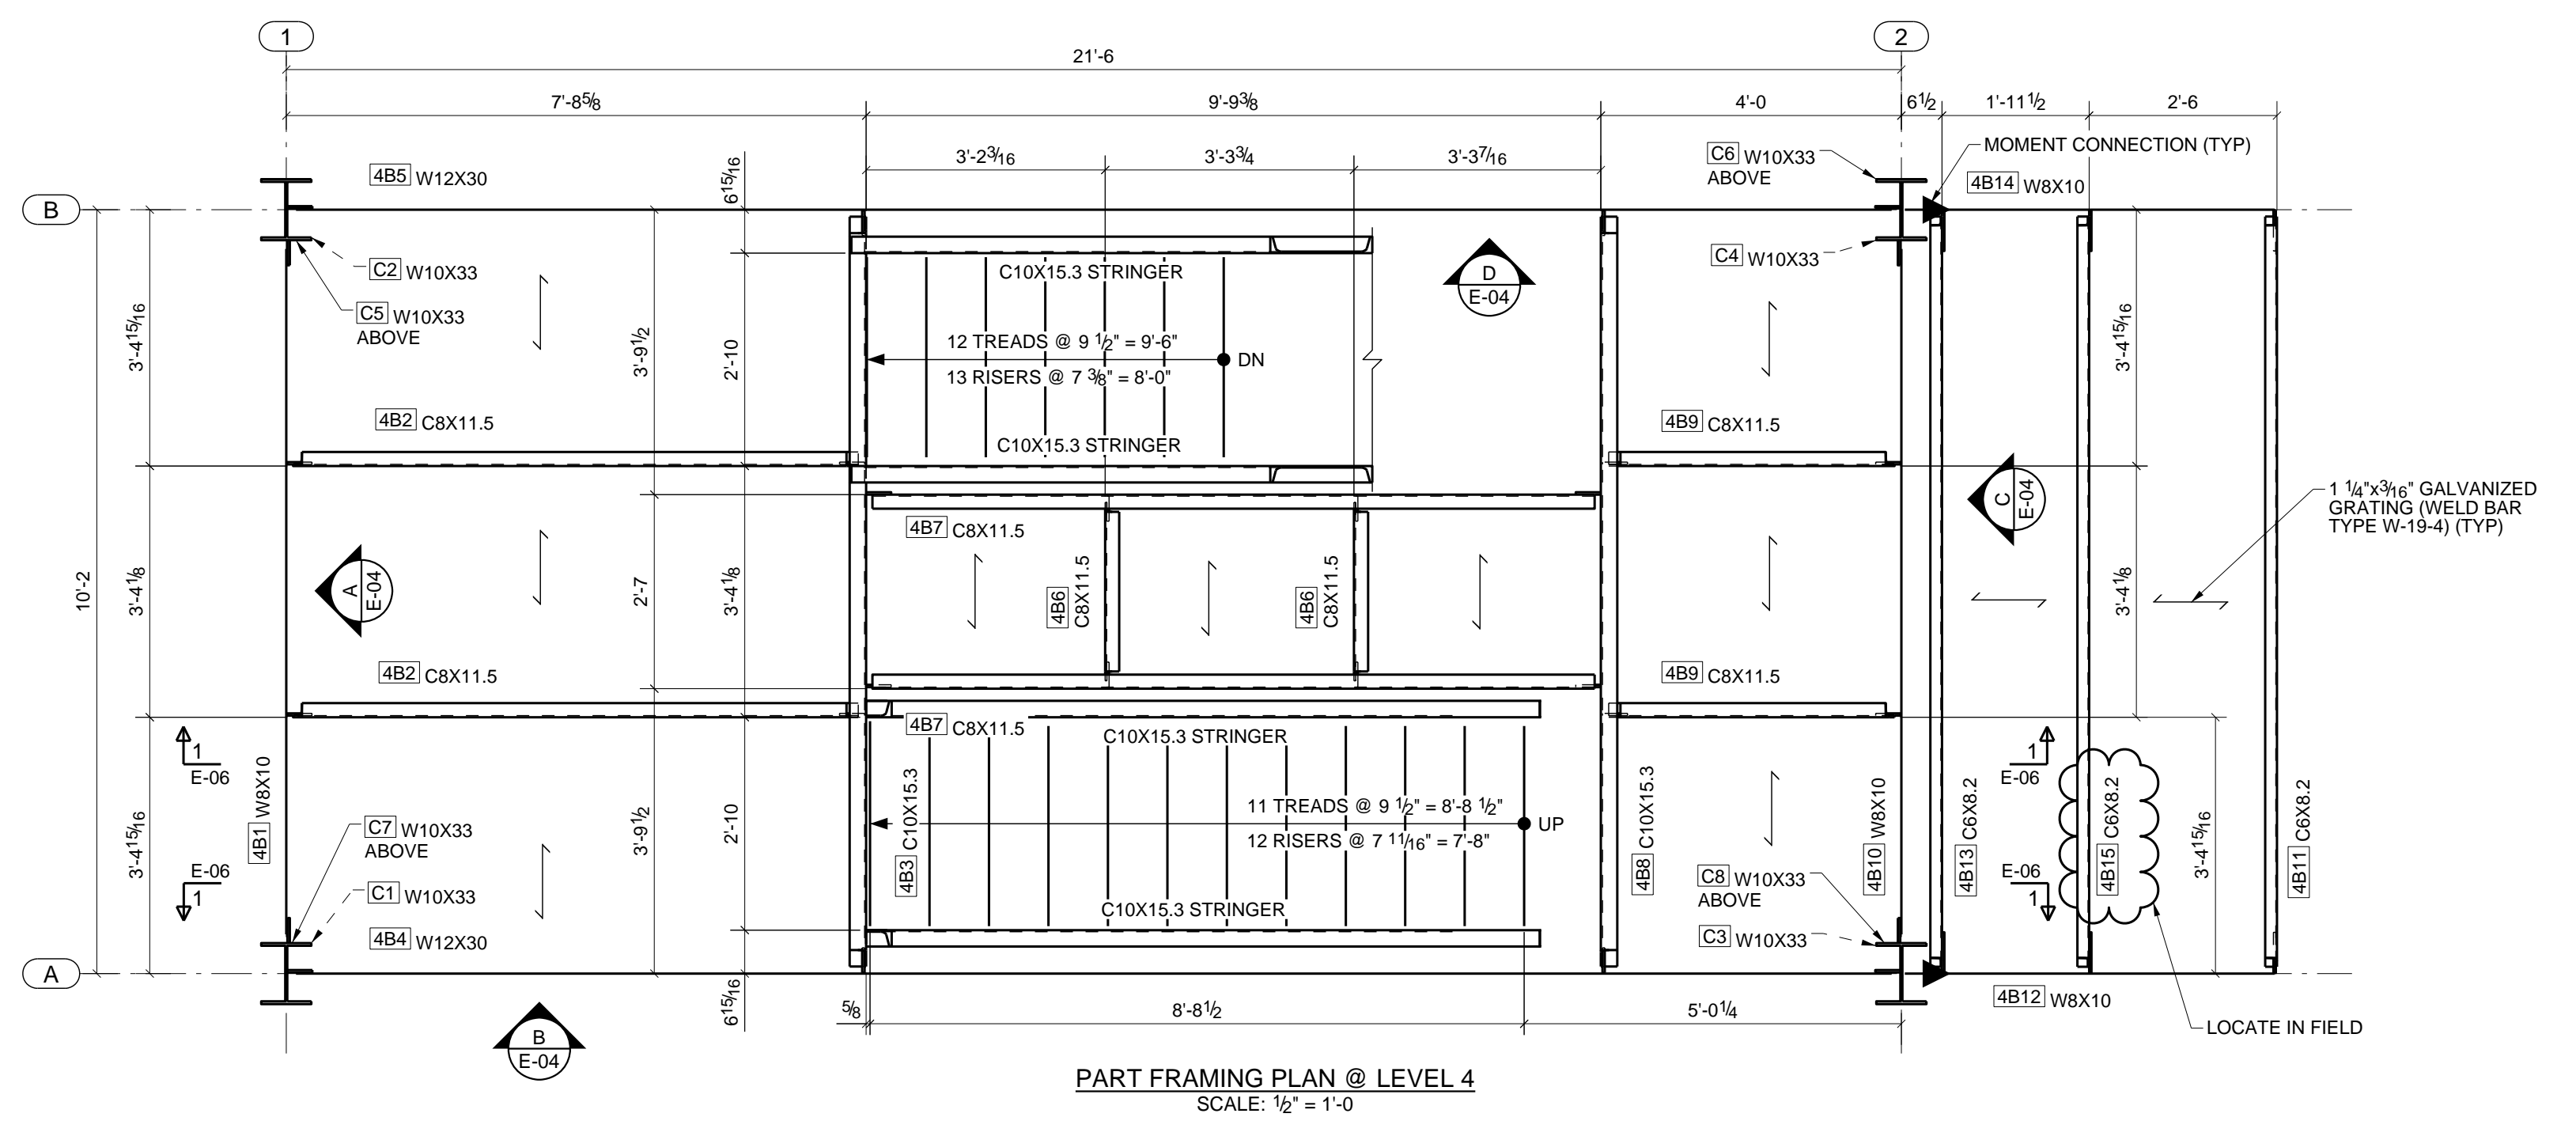 1
2
21'-6
7'-8 5/8
9'-9 3/8
4'-0
6 1/2
1'-11 1/2
2'-6
MOMENT CONNECTION (TYP)
3'-2 3/16
3'-3 3/4
3'-3 7/16
C6 W10X33
ABOVE
4B5 W12X30
6 15/16
4B14 W8X10
B
C2 W10X33
C5 W10X33
ABOVE
C10X15.3 STRINGER
D
E-04
C4 W10X33
3'-4 15/16
3'-9 1/2
2'-10
12 TREADS @ 9 1/2" = 9'-6"
DN
13 RISERS @ 7 3/8" = 8'-0"
3'-4 15/16
4B2 C8X11.5
C10X15.3 STRINGER
4B9 C8X11.5
C
E-04
1 1/4"x3/16" GALVANIZED
GRATING (WELD BAR
TYPE W-19-4) (TYP)
4B7 C8X11.5
10'-2
3'-4 1/8
A
E-04
2'-7
3'-4 1/8
4B6 C8X11.5
4B6 C8X11.5
3'-4 1/8
4B2 C8X11.5
4B9 C8X11.5
4B7 C8X11.5
C10X15.3 STRINGER
1
E-06
1
E-06
4B1 W8X10
3'-4 15/16
3'-9 1/2
2'-10
4B3 C10X15.3
11 TREADS @ 9 1/2" = 8'-8 1/2"
UP
12 RISERS @ 7 11/16" = 7'-8"
4B8 C10X15.3
4B10 W8X10
4B13 C6X8.2
4B15 C6X8.2
3'-4 15/16
4B11 C6X8.2
C7 W10X33
ABOVE
E-06
1
E-06
1
C1 W10X33
C8 W10X33
ABOVE
C10X15.3 STRINGER
4B4 W12X30
C3 W10X33
A
6 15/16
5/8
8'-8 1/2
5'-0 1/4
4B12 W8X10
LOCATE IN FIELD
B
E-04
PART FRAMING PLAN @ LEVEL 4
SCALE: 1/2" = 1'-0